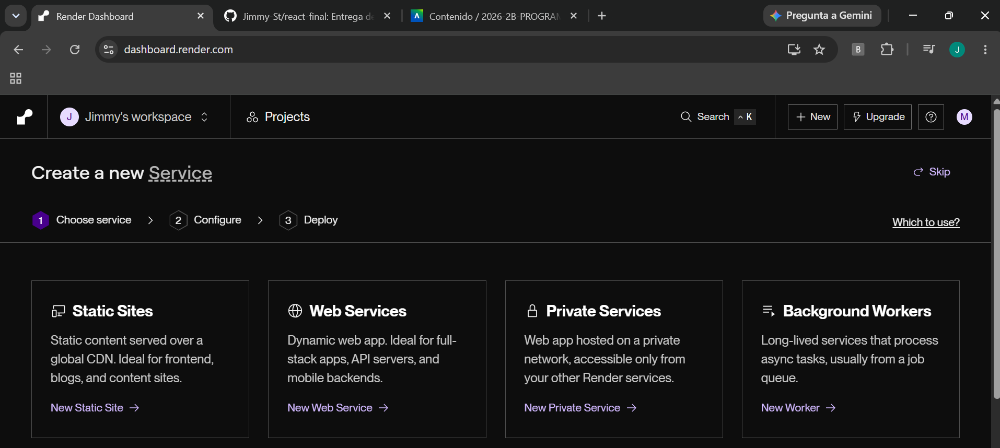 Render Dashboard
Jimmy-St/react-final: Entrega de
Contenido / 2026-2B-PROGRAM
Pregunta a Gemini
dashboard.render.com
B
J
J
Jimmy's workspace
Projects
Search
^ K
+ New
Upgrade
?
M
Create a new Service
Skip
1 Choose service > 2 Configure > 3 Deploy
Which to use?
Static Sites
Static content served over a
global CDN. Ideal for frontend,
blogs, and content sites.
New Static Site →
Web Services
Dynamic web app. Ideal for full-
stack apps, API servers, and
mobile backends.
New Web Service →
Private Services
Web app hosted on a private
network, accessible only from
your other Render services.
New Private Service →
Background Workers
Long-lived services that process
async tasks, usually from a job
queue.
New Worker →